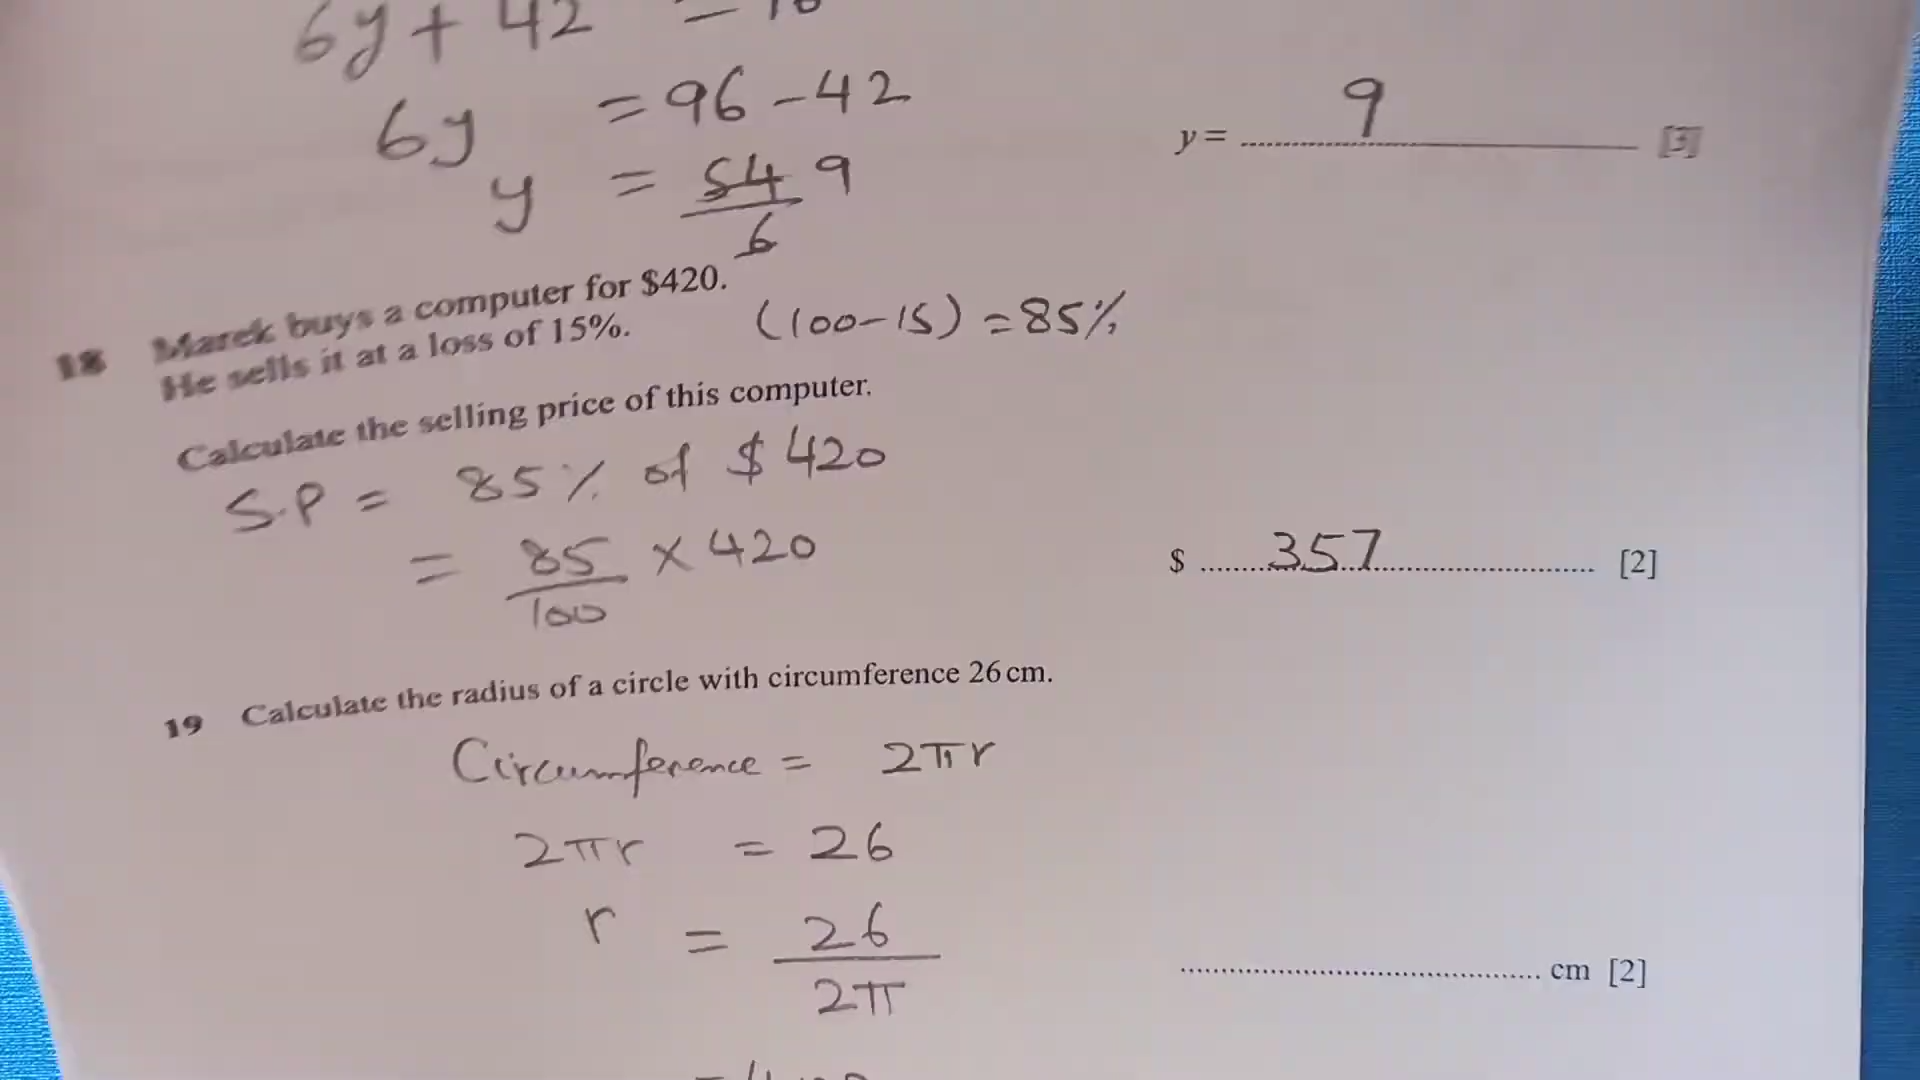 6y + 42 =
6y = 96 - 42
y = 54 9
6
y = 9 [3]
18 Marek buys a computer for $420.
He sells it at a loss of 15%.
(100-15) = 85%
Calculate the selling price of this computer.
S.P = 85% of $420
= 85 x 420
100
$ 357 [2]
19 Calculate the radius of a circle with circumference 26 cm.
Circumference = 2πr
2πr = 26
r = 26
2π
cm [2]